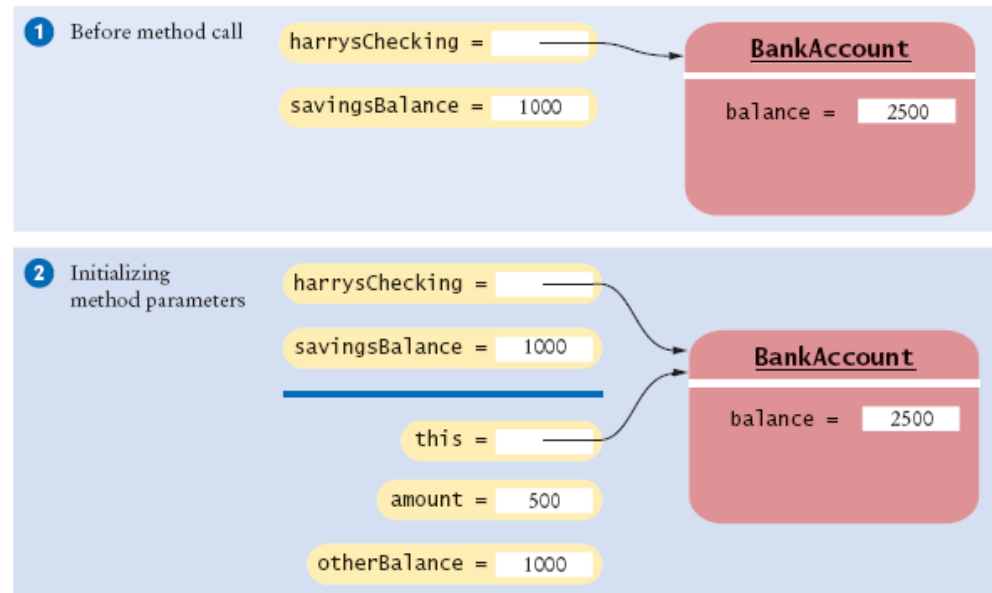 1 Before method call
harrysChecking =
BankAccount
savingsBalance = 1000
balance = 2500
2 Initializing
method parameters
harrysChecking =
savingsBalance = 1000
BankAccount
this =
balance = 2500
amount = 500
otherBalance = 1000